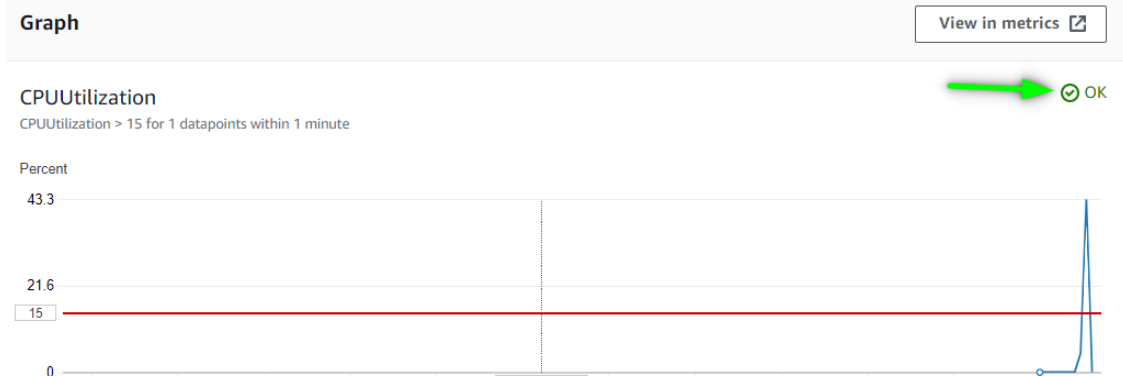 Graph
View in metrics
CPUUtilization
OK
CPUUtilization > 15 for 1 datapoints within 1 minute
Percent
43.3
21.6
15
0